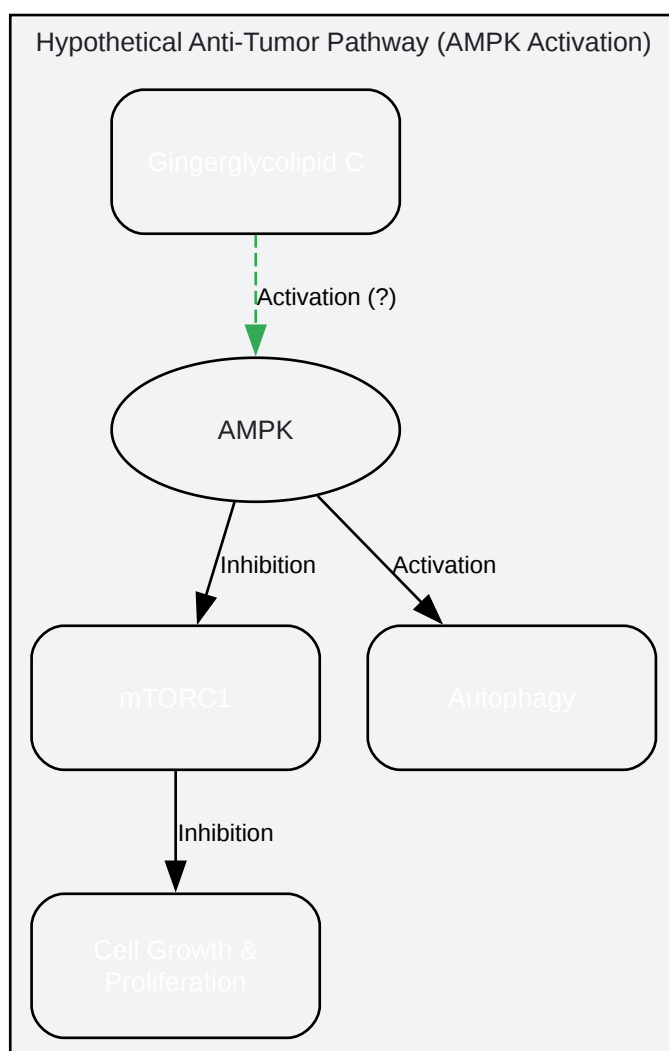 Hypothetical Anti-Tumor Pathway (AMPK Activation)
Gingerglycolipid C
Activation (?)
AMPK
Inhibition
Activation
mTORC1
Autophagy
Inhibition
Cell Growth &
Proliferation